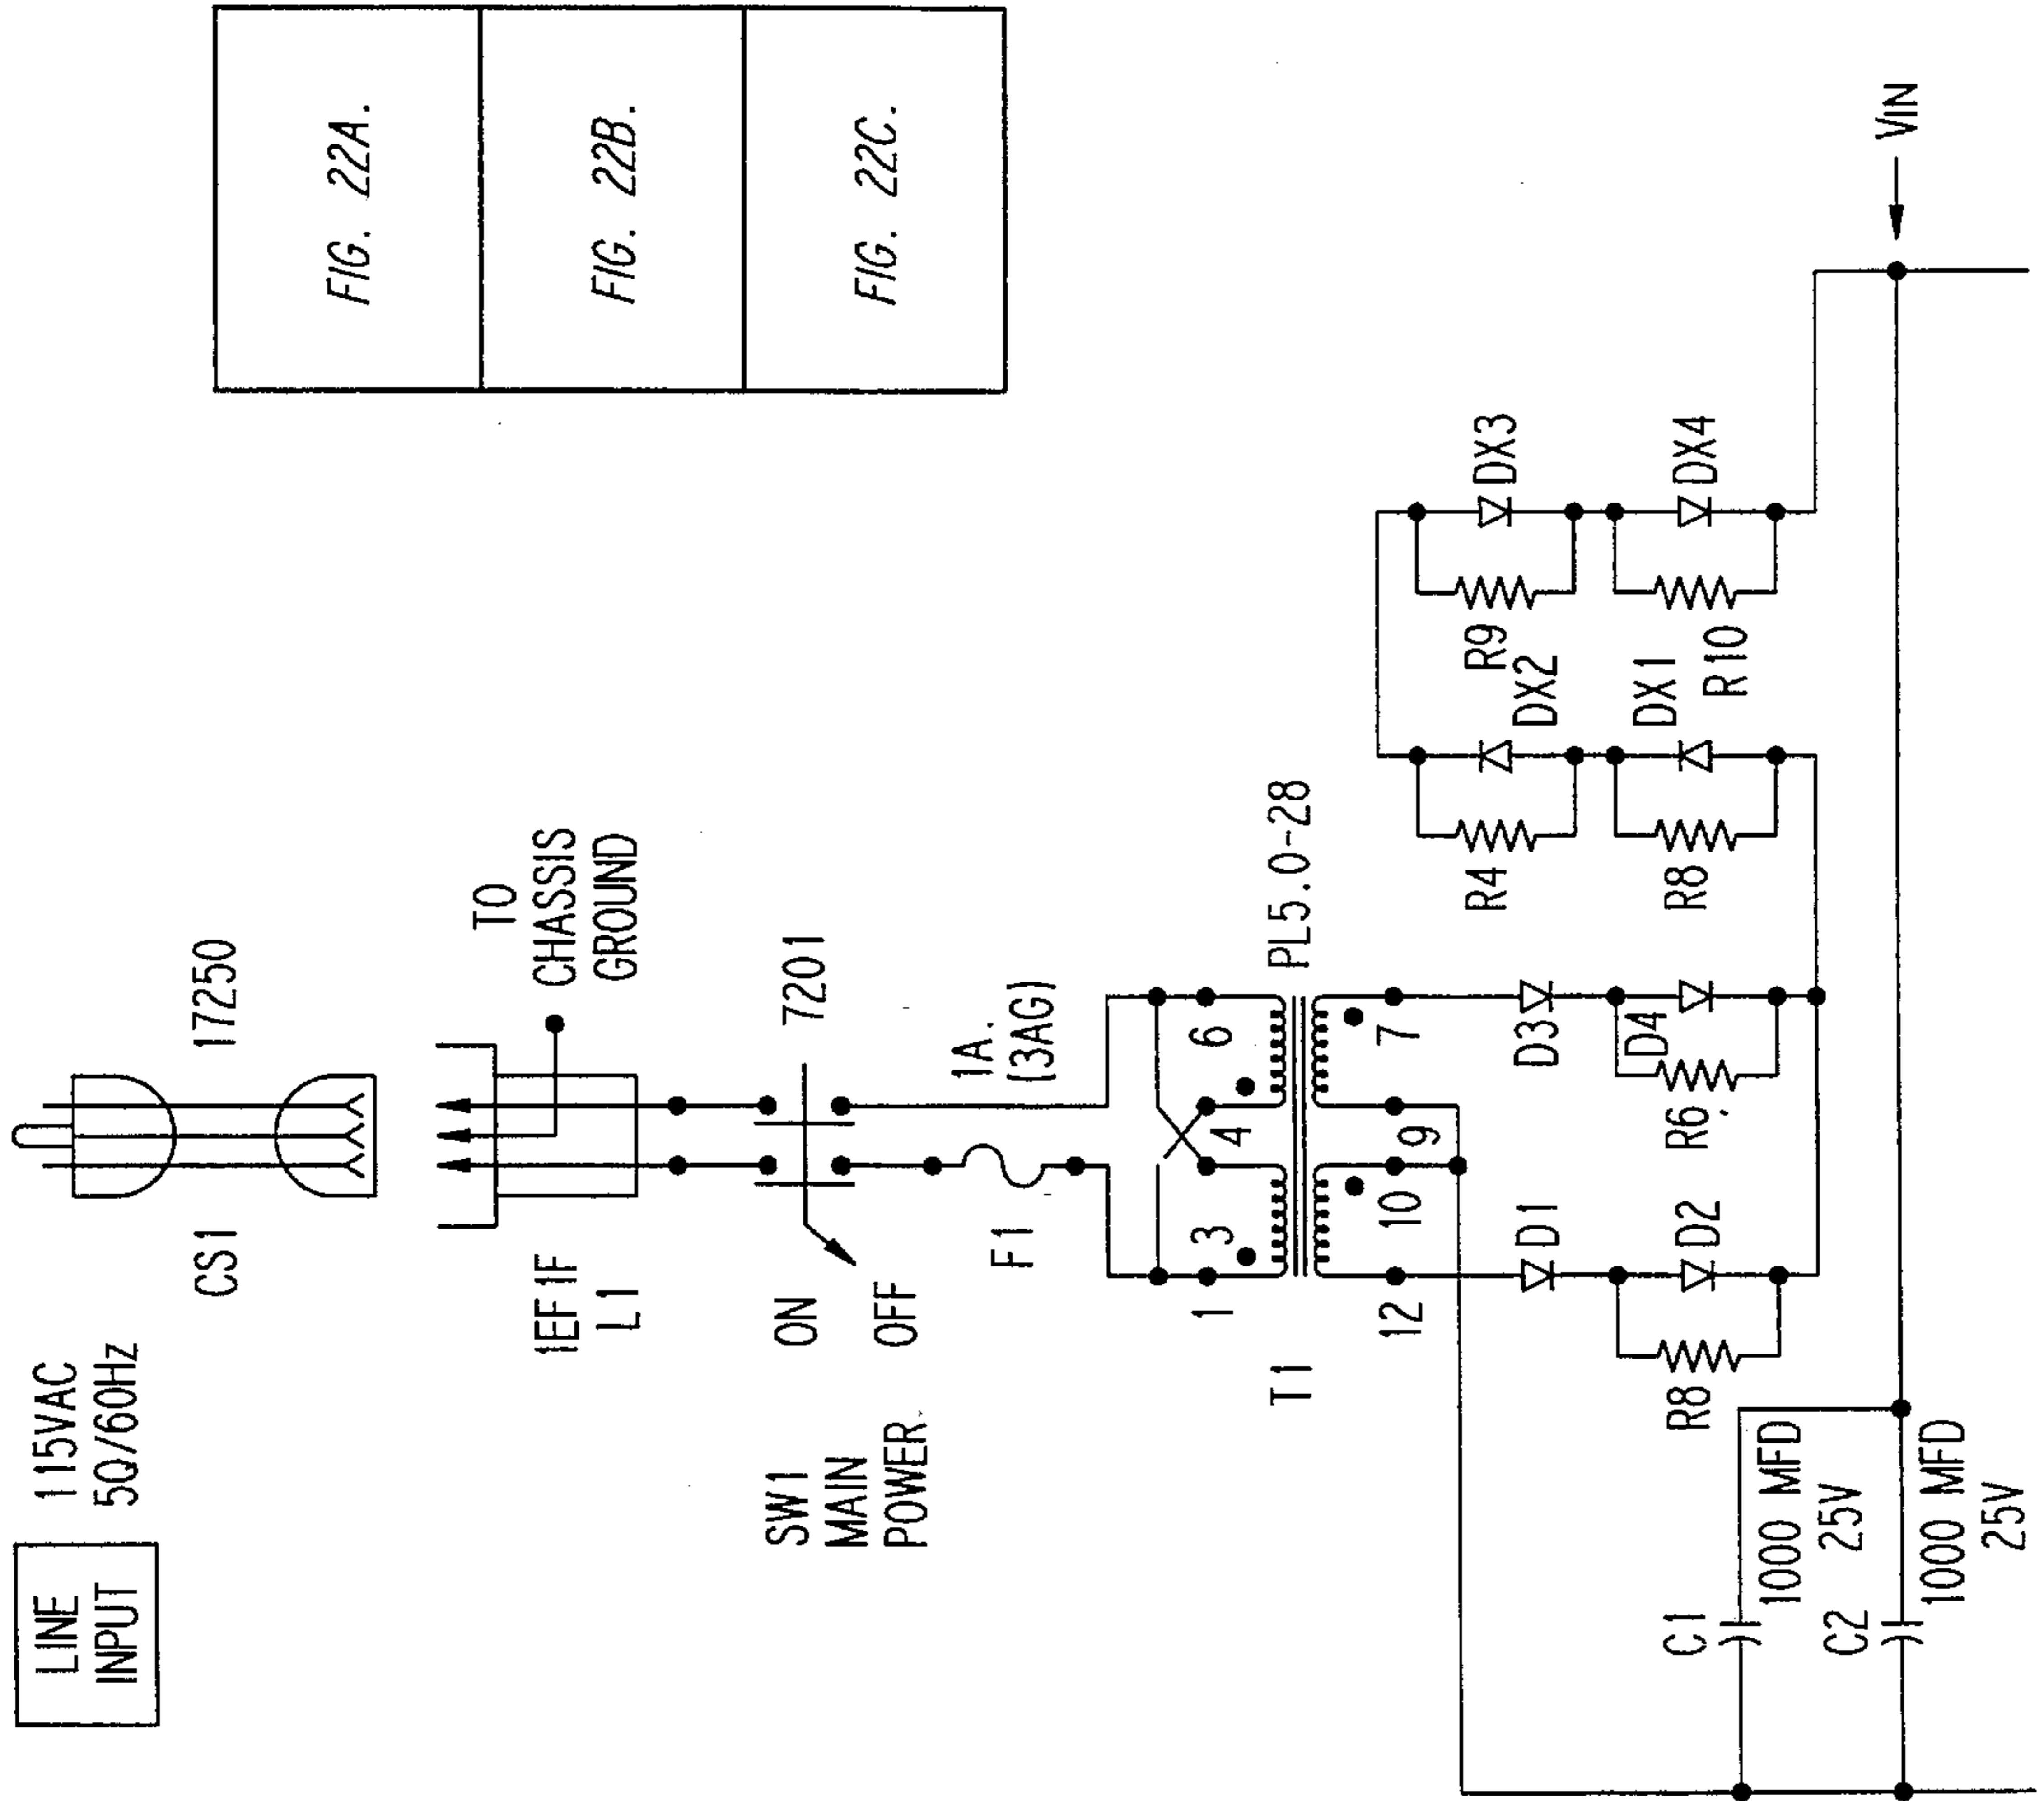 LINE
INPUT
115VAC
50/60Hz
CS1
17250
1EF1F
L1
TO
CHASSIS
GROUND
SW1
MAIN
POWER
ON
OFF
7201
F1
1A.
(3AG)
1
3
4
6
T1
PL5.0-28
12
10
9
7
D1
D2
R8
D3
D4
R6
R4
R8
DX2
DX1
R9
R10
DX3
DX4
C1
1000 MFD
25V
C2
1000 MFD
25V
VIN
FIG. 22A.
FIG. 22B.
FIG. 22C.